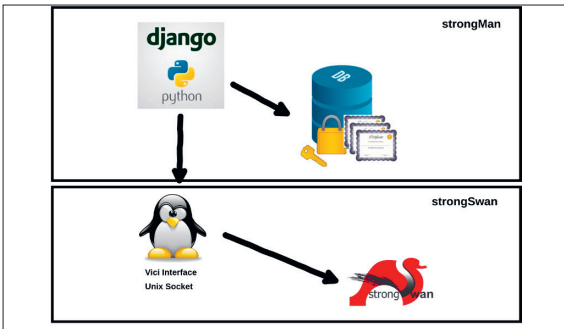 strongMan
django
python
DB
strongSwan
Vici Interface
Unix Socket
strongSwan